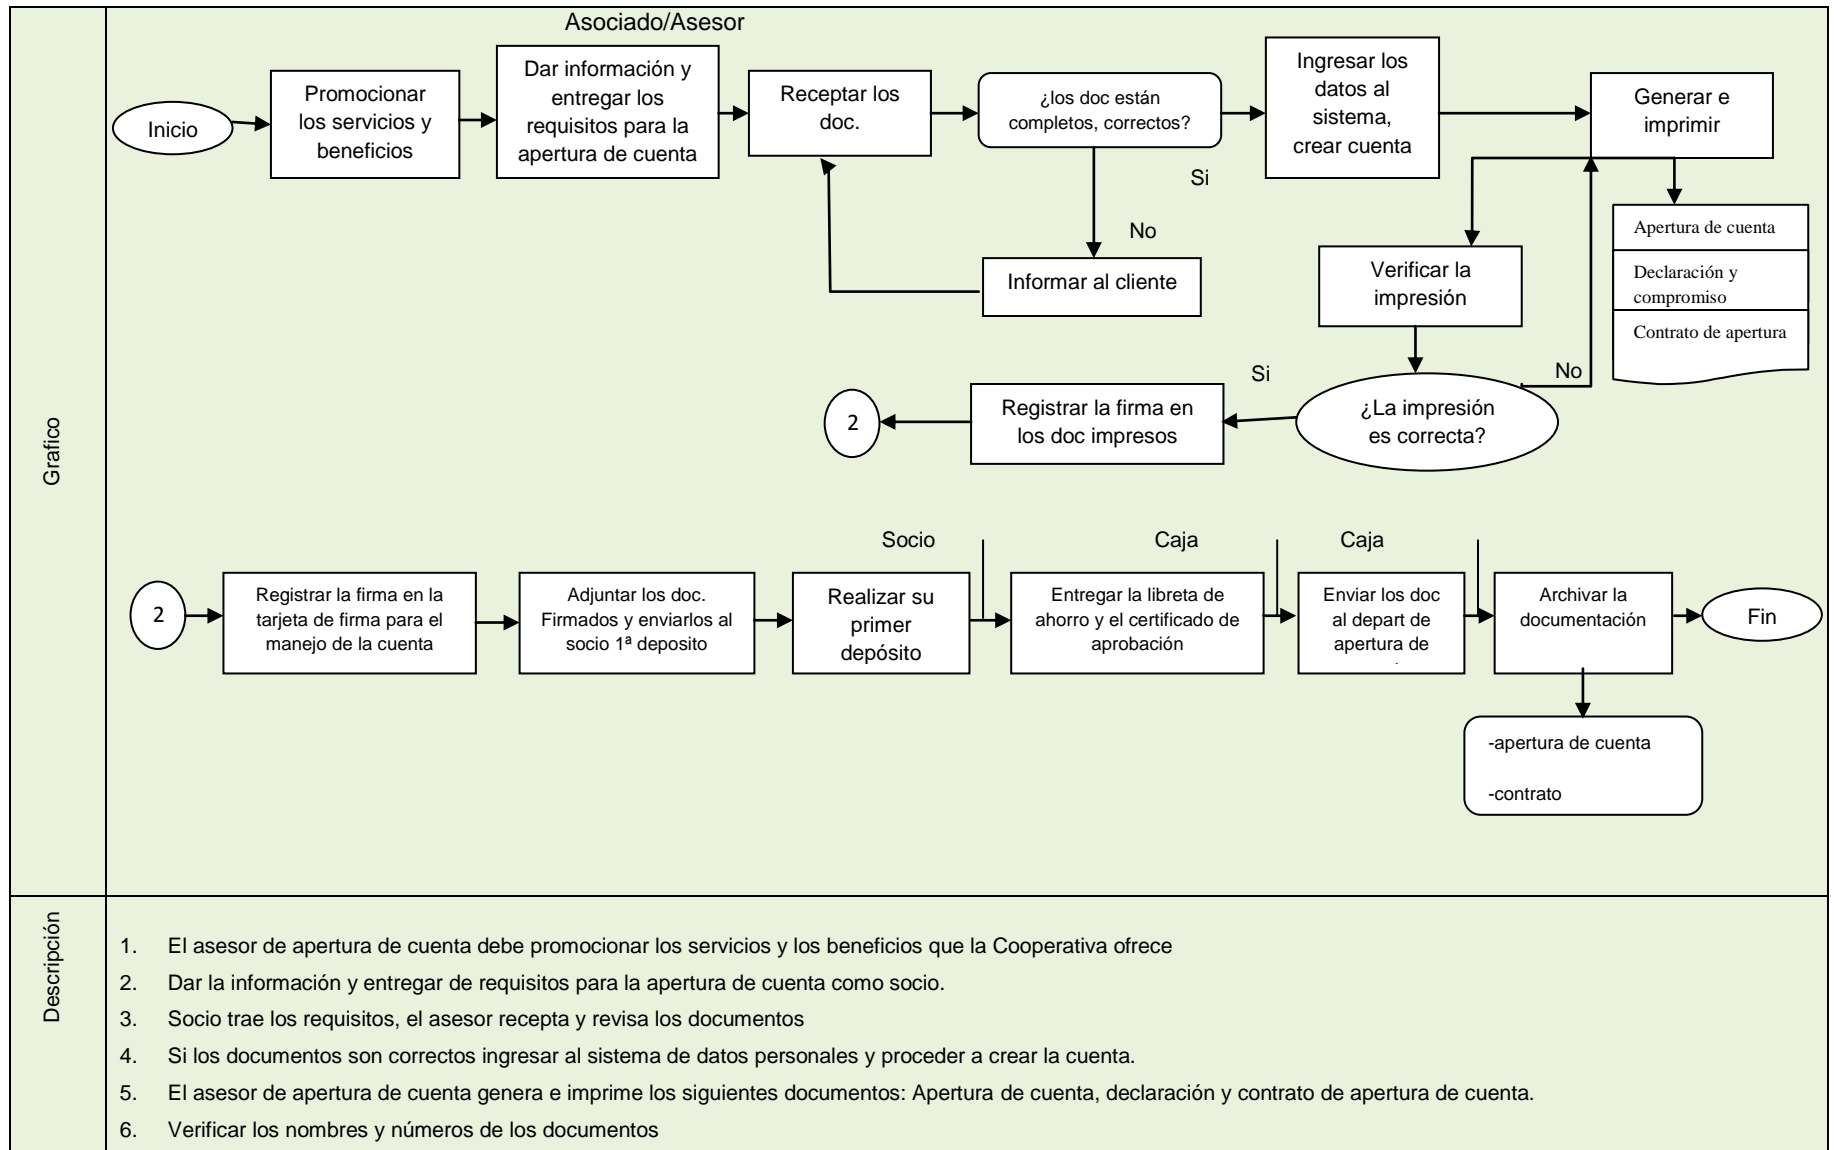 Grafico
Asociado/Asesor
Inicio
Promocionar
los servicios y
beneficios
Dar información y
entregar los
requisitos para la
apertura de cuenta
Receptar los
doc.
¿los doc están
completos, correctos?
Si
No
Informar al cliente
Ingresar los
datos al
sistema,
crear cuenta
Generar e
imprimir
Apertura de cuenta
Declaración y
compromiso
Contrato de apertura
Verificar la
impresión
¿La impresión
es correcta?
No
Si
Registrar la firma en
los doc impresos
2
2
Registrar la firma en la
tarjeta de firma para el
manejo de la cuenta
Adjuntar los doc.
Firmados y enviarlos al
socio 1ª deposito
Socio
Realizar su
primer
depósito
Caja
Entregar la libreta de
ahorro y el certificado de
aprobación
Caja
Enviar los doc
al depart de
apertura de
Archivar la
documentación
Fin
-apertura de cuenta
-contrato
Descripción
1. El asesor de apertura de cuenta debe promocionar los servicios y los beneficios que la Cooperativa ofrece
2. Dar la información y entregar de requisitos para la apertura de cuenta como socio.
3. Socio trae los requisitos, el asesor recepta y revisa los documentos
4. Si los documentos son correctos ingresar al sistema de datos personales y proceder a crear la cuenta.
5. El asesor de apertura de cuenta genera e imprime los siguientes documentos: Apertura de cuenta, declaración y contrato de apertura de cuenta.
6. Verificar los nombres y números de los documentos